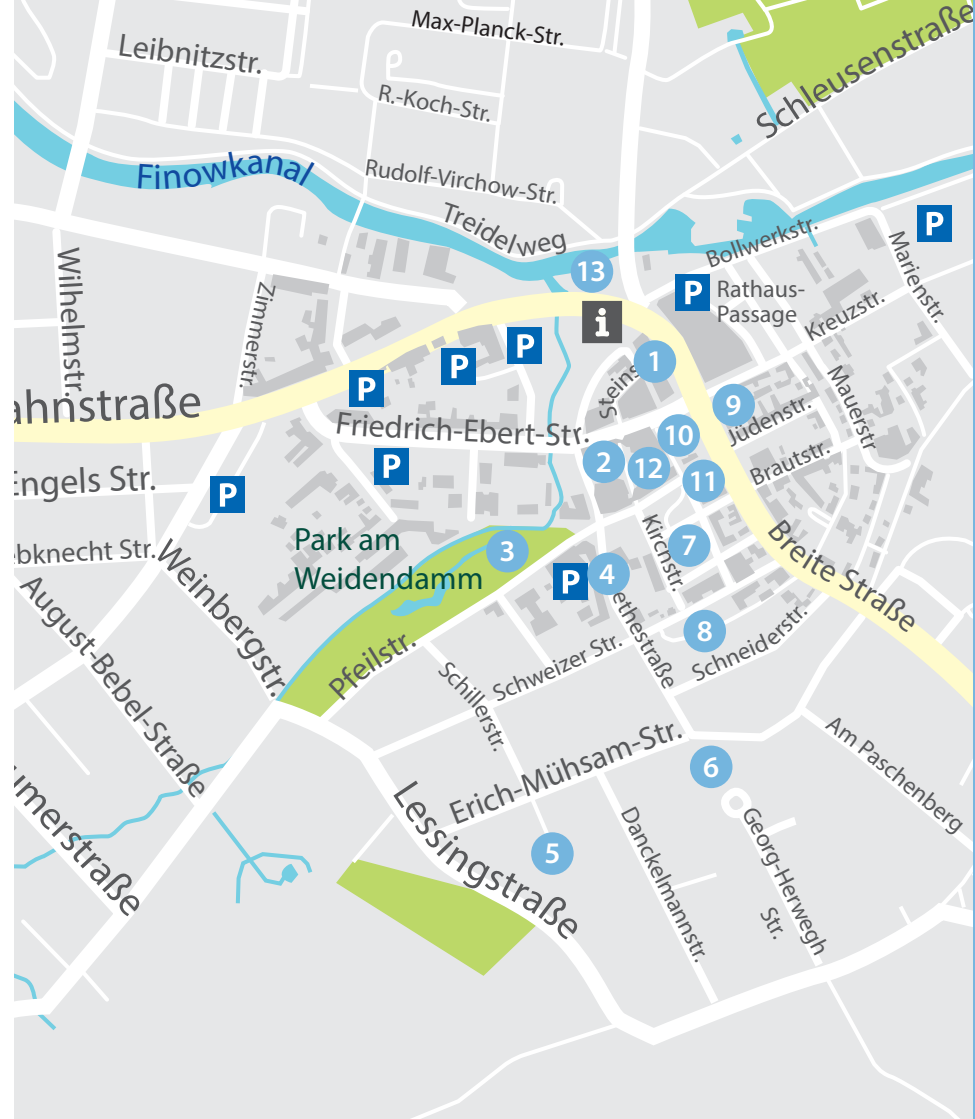 Max-Planck-Str.
Leibnitzstr.
Schleusenstraße
R.-Koch-Str.
Finowkanal
Rudolf-Virchow-Str.
Treidelweg
Bollwerkstr.
P
Marienstr.
13
Wilhelmstr.
Zimmerstr.
P
Rathaus-
Passage
i
Kreuzstr.
P
P
1
Steins
P
Mauerstr
ahnstraße
9
Friedrich-Ebert-Str.
Jüdenstr.
10
2
12
P
Brautstr.
11
Engels Str.
P
Park am
Weidendamm
3
Kirchstr.
7
Breite Straße
ebknecht Str.
Weinbergstr.
P
4
ethestraße
August-Bebel-Straße
8
Pfeilstr.
Schweizer Str.
Schneiderstr.
Schillerstr.
Erich-Mühsam-Str.
Am Paschenberg
6
umerstraße
Lessingstraße
Danckelmannstr.
Georg-Herwegh
Str.
5